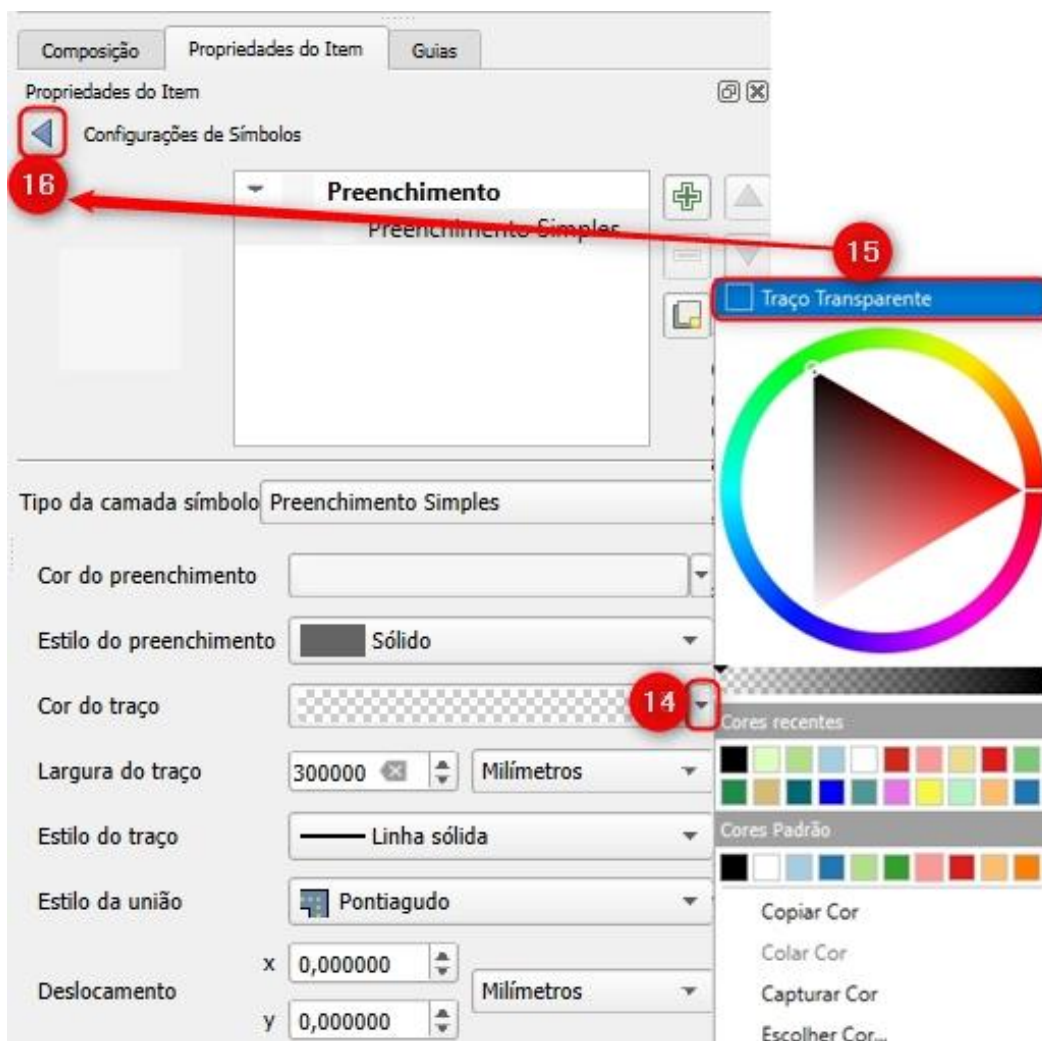 Composição Propriedades do Item Guias
Propriedades do Item
Configurações de Símbolos
16
Preenchimento
Preenchimento Simples
15
Traço Transparente
Tipo da camada símbolo Preenchimento Simples
Cor do preenchimento
Estilo do preenchimento Sólido
Cor do traço 14
Cores recentes
Largura do traço 300000 Milímetros
Estilo do traço Linha sólida
Cores Padrão
Estilo da união Pontiagudo
Copiar Cor
Colar Cor
x 0,000000
Deslocamento Milímetros
Capturar Cor
y 0,000000
Escolher Cor...